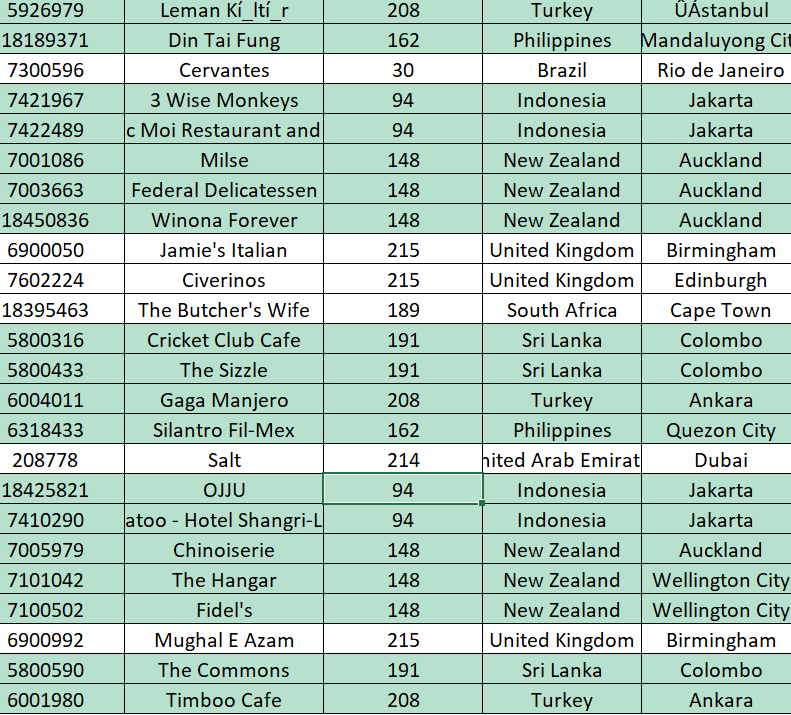 5926979 Leman Kí_ltí_r 208 Turkey ÛÁstanbul
18189371 Din Tai Fung 162 Philippines Mandaluyong Cit
7300596 Cervantes 30 Brazil Rio de Janeiro
7421967 3 Wise Monkeys 94 Indonesia Jakarta
7422489 c Moi Restaurant and 94 Indonesia Jakarta
7001086 Milse 148 New Zealand Auckland
7003663 Federal Delicatessen 148 New Zealand Auckland
18450836 Winona Forever 148 New Zealand Auckland
6900050 Jamie's Italian 215 United Kingdom Birmingham
7602224 Civerinos 215 United Kingdom Edinburgh
18395463 The Butcher's Wife 189 South Africa Cape Town
5800316 Cricket Club Cafe 191 Sri Lanka Colombo
5800433 The Sizzle 191 Sri Lanka Colombo
6004011 Gaga Manjero 208 Turkey Ankara
6318433 Silantro Fil-Mex 162 Philippines Quezon City
208778 Salt 214 nited Arab Emirat Dubai
18425821 OJJU 94 Indonesia Jakarta
7410290 atoo - Hotel Shangri-L 94 Indonesia Jakarta
7005979 Chinoiserie 148 New Zealand Auckland
7101042 The Hangar 148 New Zealand Wellington City
7100502 Fidel's 148 New Zealand Wellington City
6900992 Mughal E Azam 215 United Kingdom Birmingham
5800590 The Commons 191 Sri Lanka Colombo
6001980 Timboo Cafe 208 Turkey Ankara